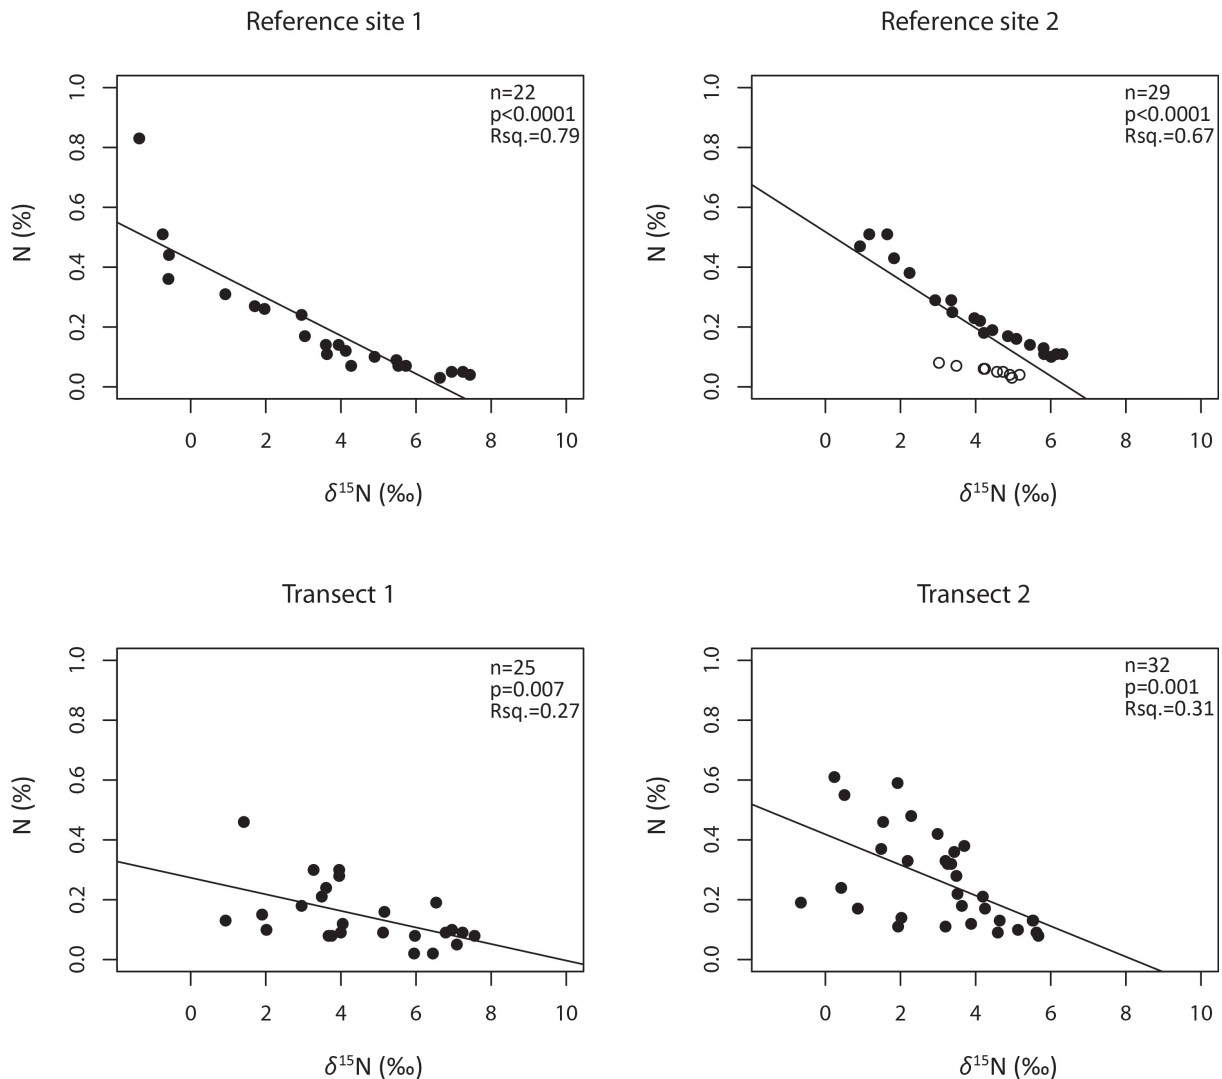 Reference site 1
n=22
p<0.0001
Rsq.=0.79
N (%)
1.0
0.8
0.6
0.4
0.2
0.0
0 2 4 6 8 10
δ15N (‰)
Reference site 2
n=29
p<0.0001
Rsq.=0.67
N (%)
1.0
0.8
0.6
0.4
0.2
0.0
0 2 4 6 8 10
δ15N (‰)
Transect 1
n=25
p=0.007
Rsq.=0.27
N (%)
1.0
0.8
0.6
0.4
0.2
0.0
0 2 4 6 8 10
δ15N (‰)
Transect 2
n=32
p=0.001
Rsq.=0.31
N (%)
1.0
0.8
0.6
0.4
0.2
0.0
0 2 4 6 8 10
δ15N (‰)